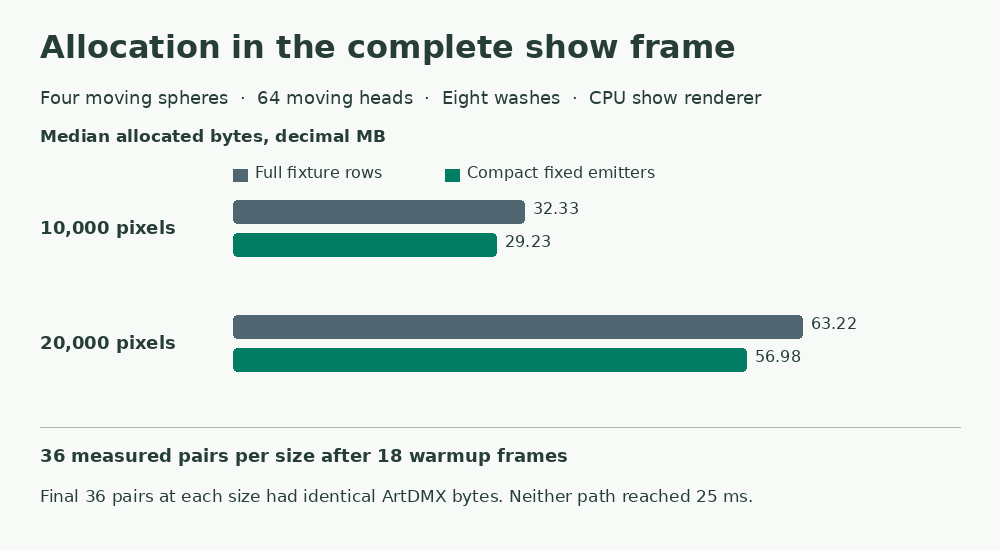 Allocation in the complete show frame
Four moving spheres · 64 moving heads · Eight washes · CPU show renderer
Median allocated bytes, decimal MB
Full fixture rows
Compact fixed emitters
10,000 pixels
32.33
29.23
20,000 pixels
63.22
56.98
36 measured pairs per size after 18 warmup frames
Final 36 pairs at each size had identical ArtDMX bytes. Neither path reached 25 ms.